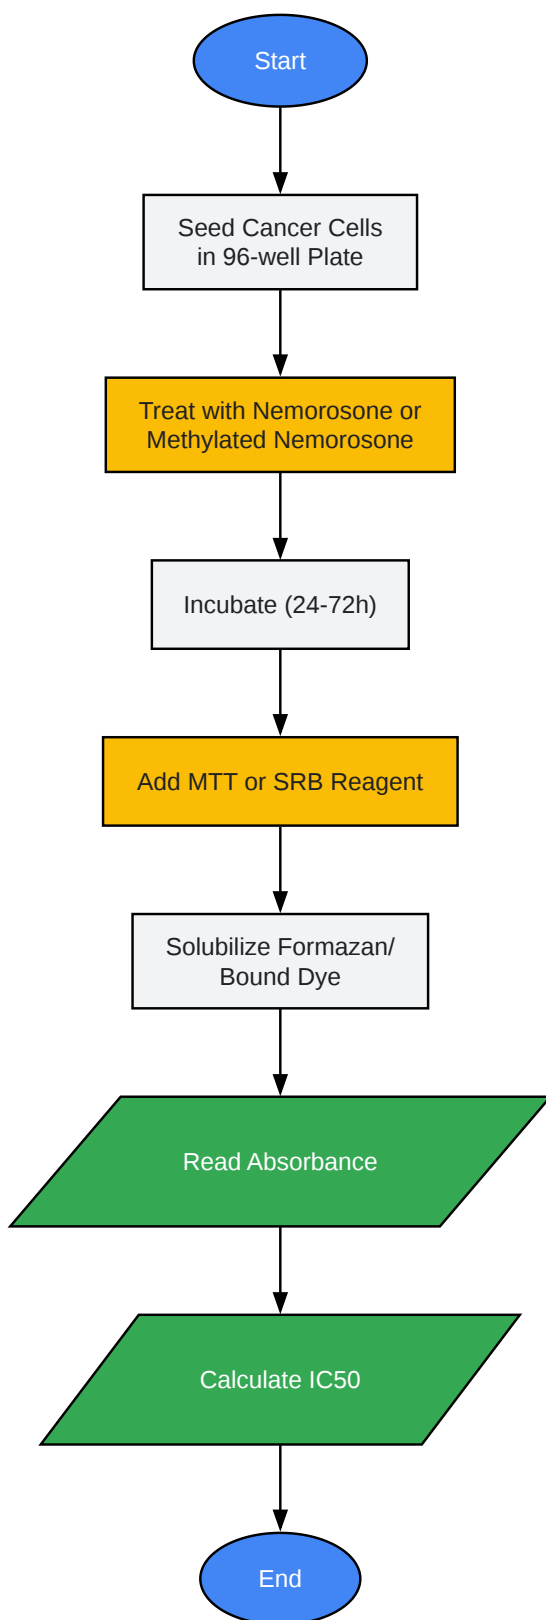 Start
Seed Cancer Cells
in 96-well Plate
Treat with Nemorosone or
Methylated Nemorosone
Incubate (24-72h)
Add MTT or SRB Reagent
Solubilize Formazan/
Bound Dye
Read Absorbance
Calculate IC50
End